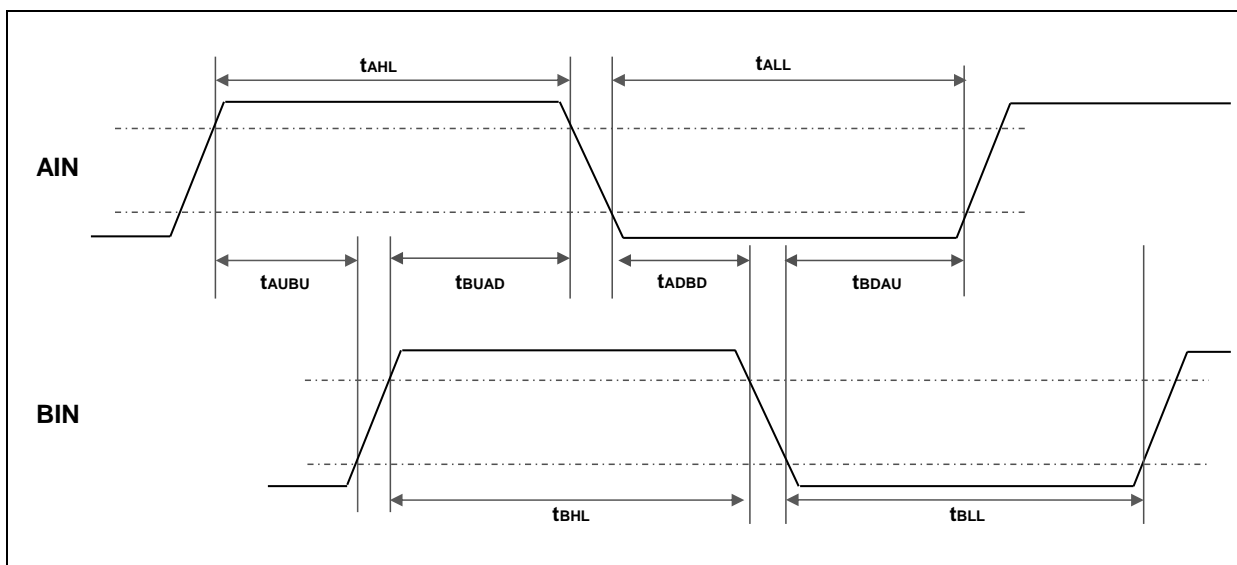 tAHL
tALL
AIN
tAUBU
tBUAD
tADBD
tBDAU
BIN
tBHL
tBLL